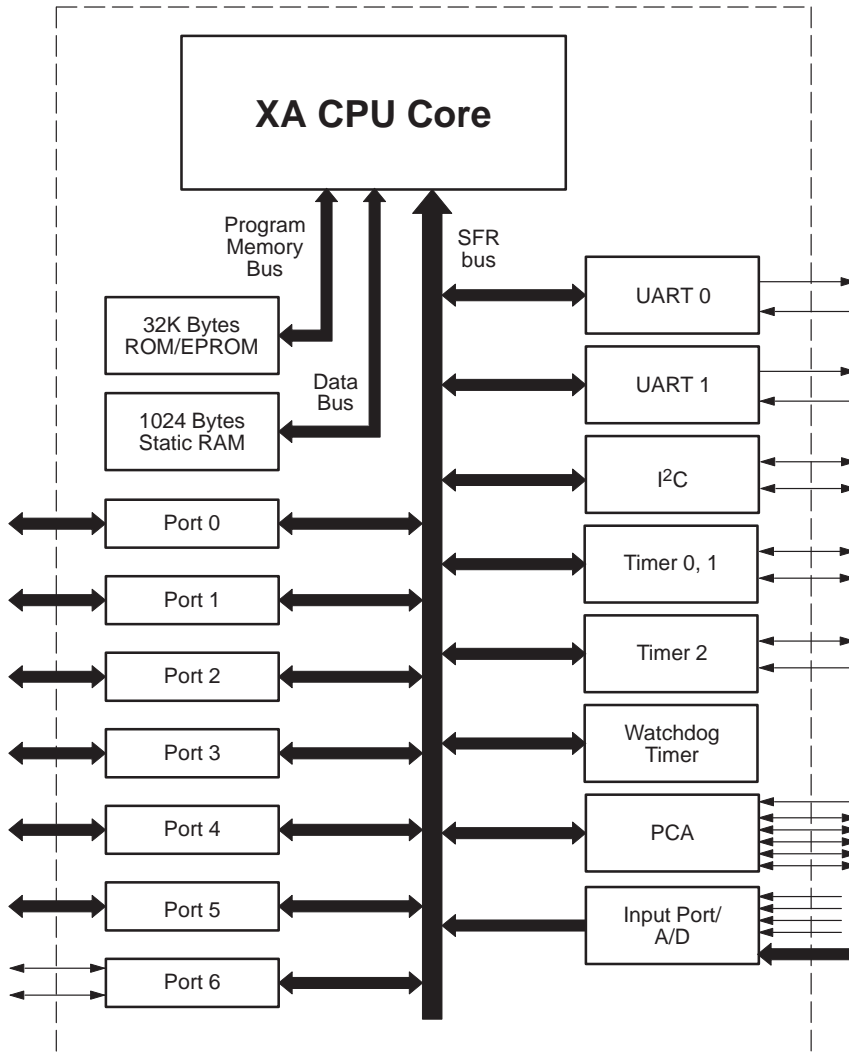 XA CPU Core
Program
Memory
Bus
SFR
bus
32K Bytes
ROM/EPROM
Data
Bus
1024 Bytes
Static RAM
Port 0
Port 1
Port 2
Port 3
Port 4
Port 5
Port 6
UART 0
UART 1
I²C
Timer 0, 1
Timer 2
Watchdog
Timer
PCA
Input Port/
A/D